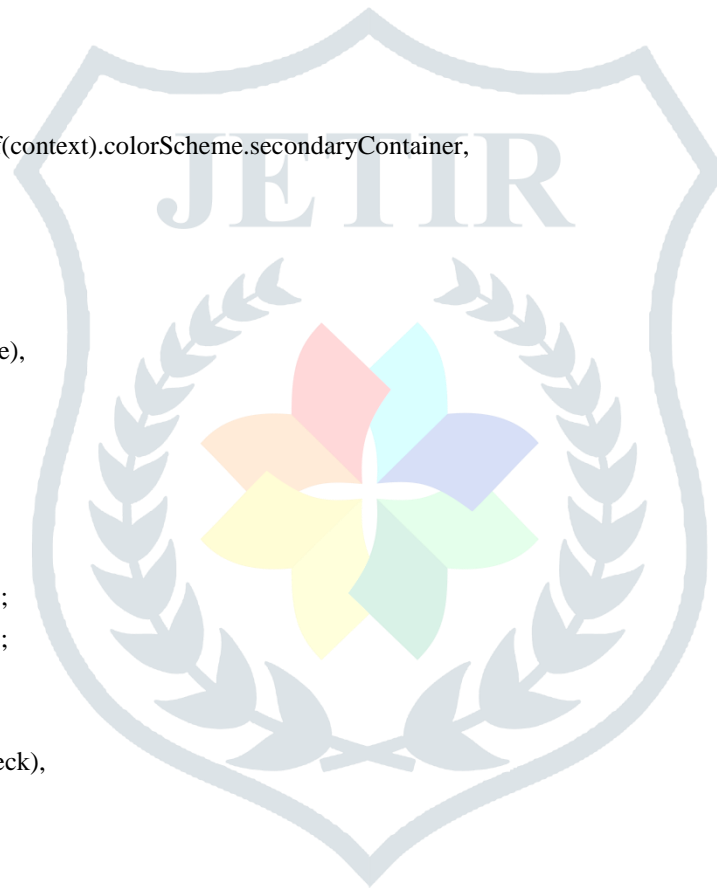 f(context).colorScheme.secondaryContainer,
JETIR
e),
;
;
eck),